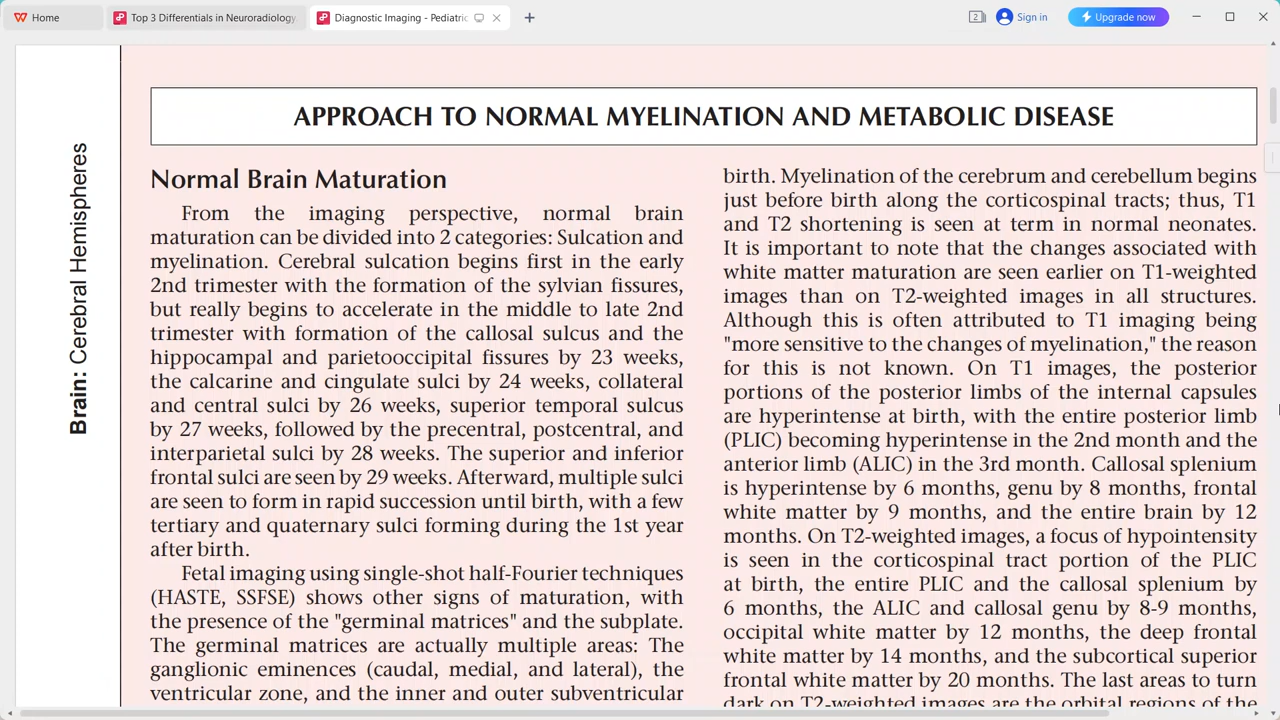 Home
Top 3 Differentials in Neuroradiology.
Diagnostic Imaging - Pediatric
2
Sign in
Upgrade now
Brain: Cerebral Hemispheres
APPROACH TO NORMAL MYELINATION AND METABOLIC DISEASE
Normal Brain Maturation
From the imaging perspective, normal brain
maturation can be divided into 2 categories: Sulcation and
myelination. Cerebral sulcation begins first in the early
2nd trimester with the formation of the sylvian fissures,
but really begins to accelerate in the middle to late 2nd
trimester with formation of the callosal sulcus and the
hippocampal and parietooccipital fissures by 23 weeks,
the calcarine and cingulate sulci by 24 weeks, collateral
and central sulci by 26 weeks, superior temporal sulcus
by 27 weeks, followed by the precentral, postcentral, and
interparietal sulci by 28 weeks. The superior and inferior
frontal sulci are seen by 29 weeks. Afterward, multiple sulci
are seen to form in rapid succession until birth, with a few
tertiary and quaternary sulci forming during the 1st year
after birth.
Fetal imaging using single-shot half-Fourier techniques
(HASTE, SSFSE) shows other signs of maturation, with
the presence of the "germinal matrices" and the subplate.
The germinal matrices are actually multiple areas: The
ganglionic eminences (caudal, medial, and lateral), the
ventricular zone, and the inner and outer subventricular
birth. Myelination of the cerebrum and cerebellum begins
just before birth along the corticospinal tracts; thus, T1
and T2 shortening is seen at term in normal neonates.
It is important to note that the changes associated with
white matter maturation are seen earlier on T1-weighted
images than on T2-weighted images in all structures.
Although this is often attributed to T1 imaging being
"more sensitive to the changes of myelination," the reason
for this is not known. On T1 images, the posterior
portions of the posterior limbs of the internal capsules
are hyperintense at birth, with the entire posterior limb
(PLIC) becoming hyperintense in the 2nd month and the
anterior limb (ALIC) in the 3rd month. Callosal splenium
is hyperintense by 6 months, genu by 8 months, frontal
white matter by 9 months, and the entire brain by 12
months. On T2-weighted images, a focus of hypointensity
is seen in the corticospinal tract portion of the PLIC
at birth, the entire PLIC and the callosal splenium by
6 months, the ALIC and callosal genu by 8-9 months,
occipital white matter by 12 months, the deep frontal
white matter by 14 months, and the subcortical superior
frontal white matter by 20 months. The last areas to turn
dark on T2-weighted images are the orbital regions of the